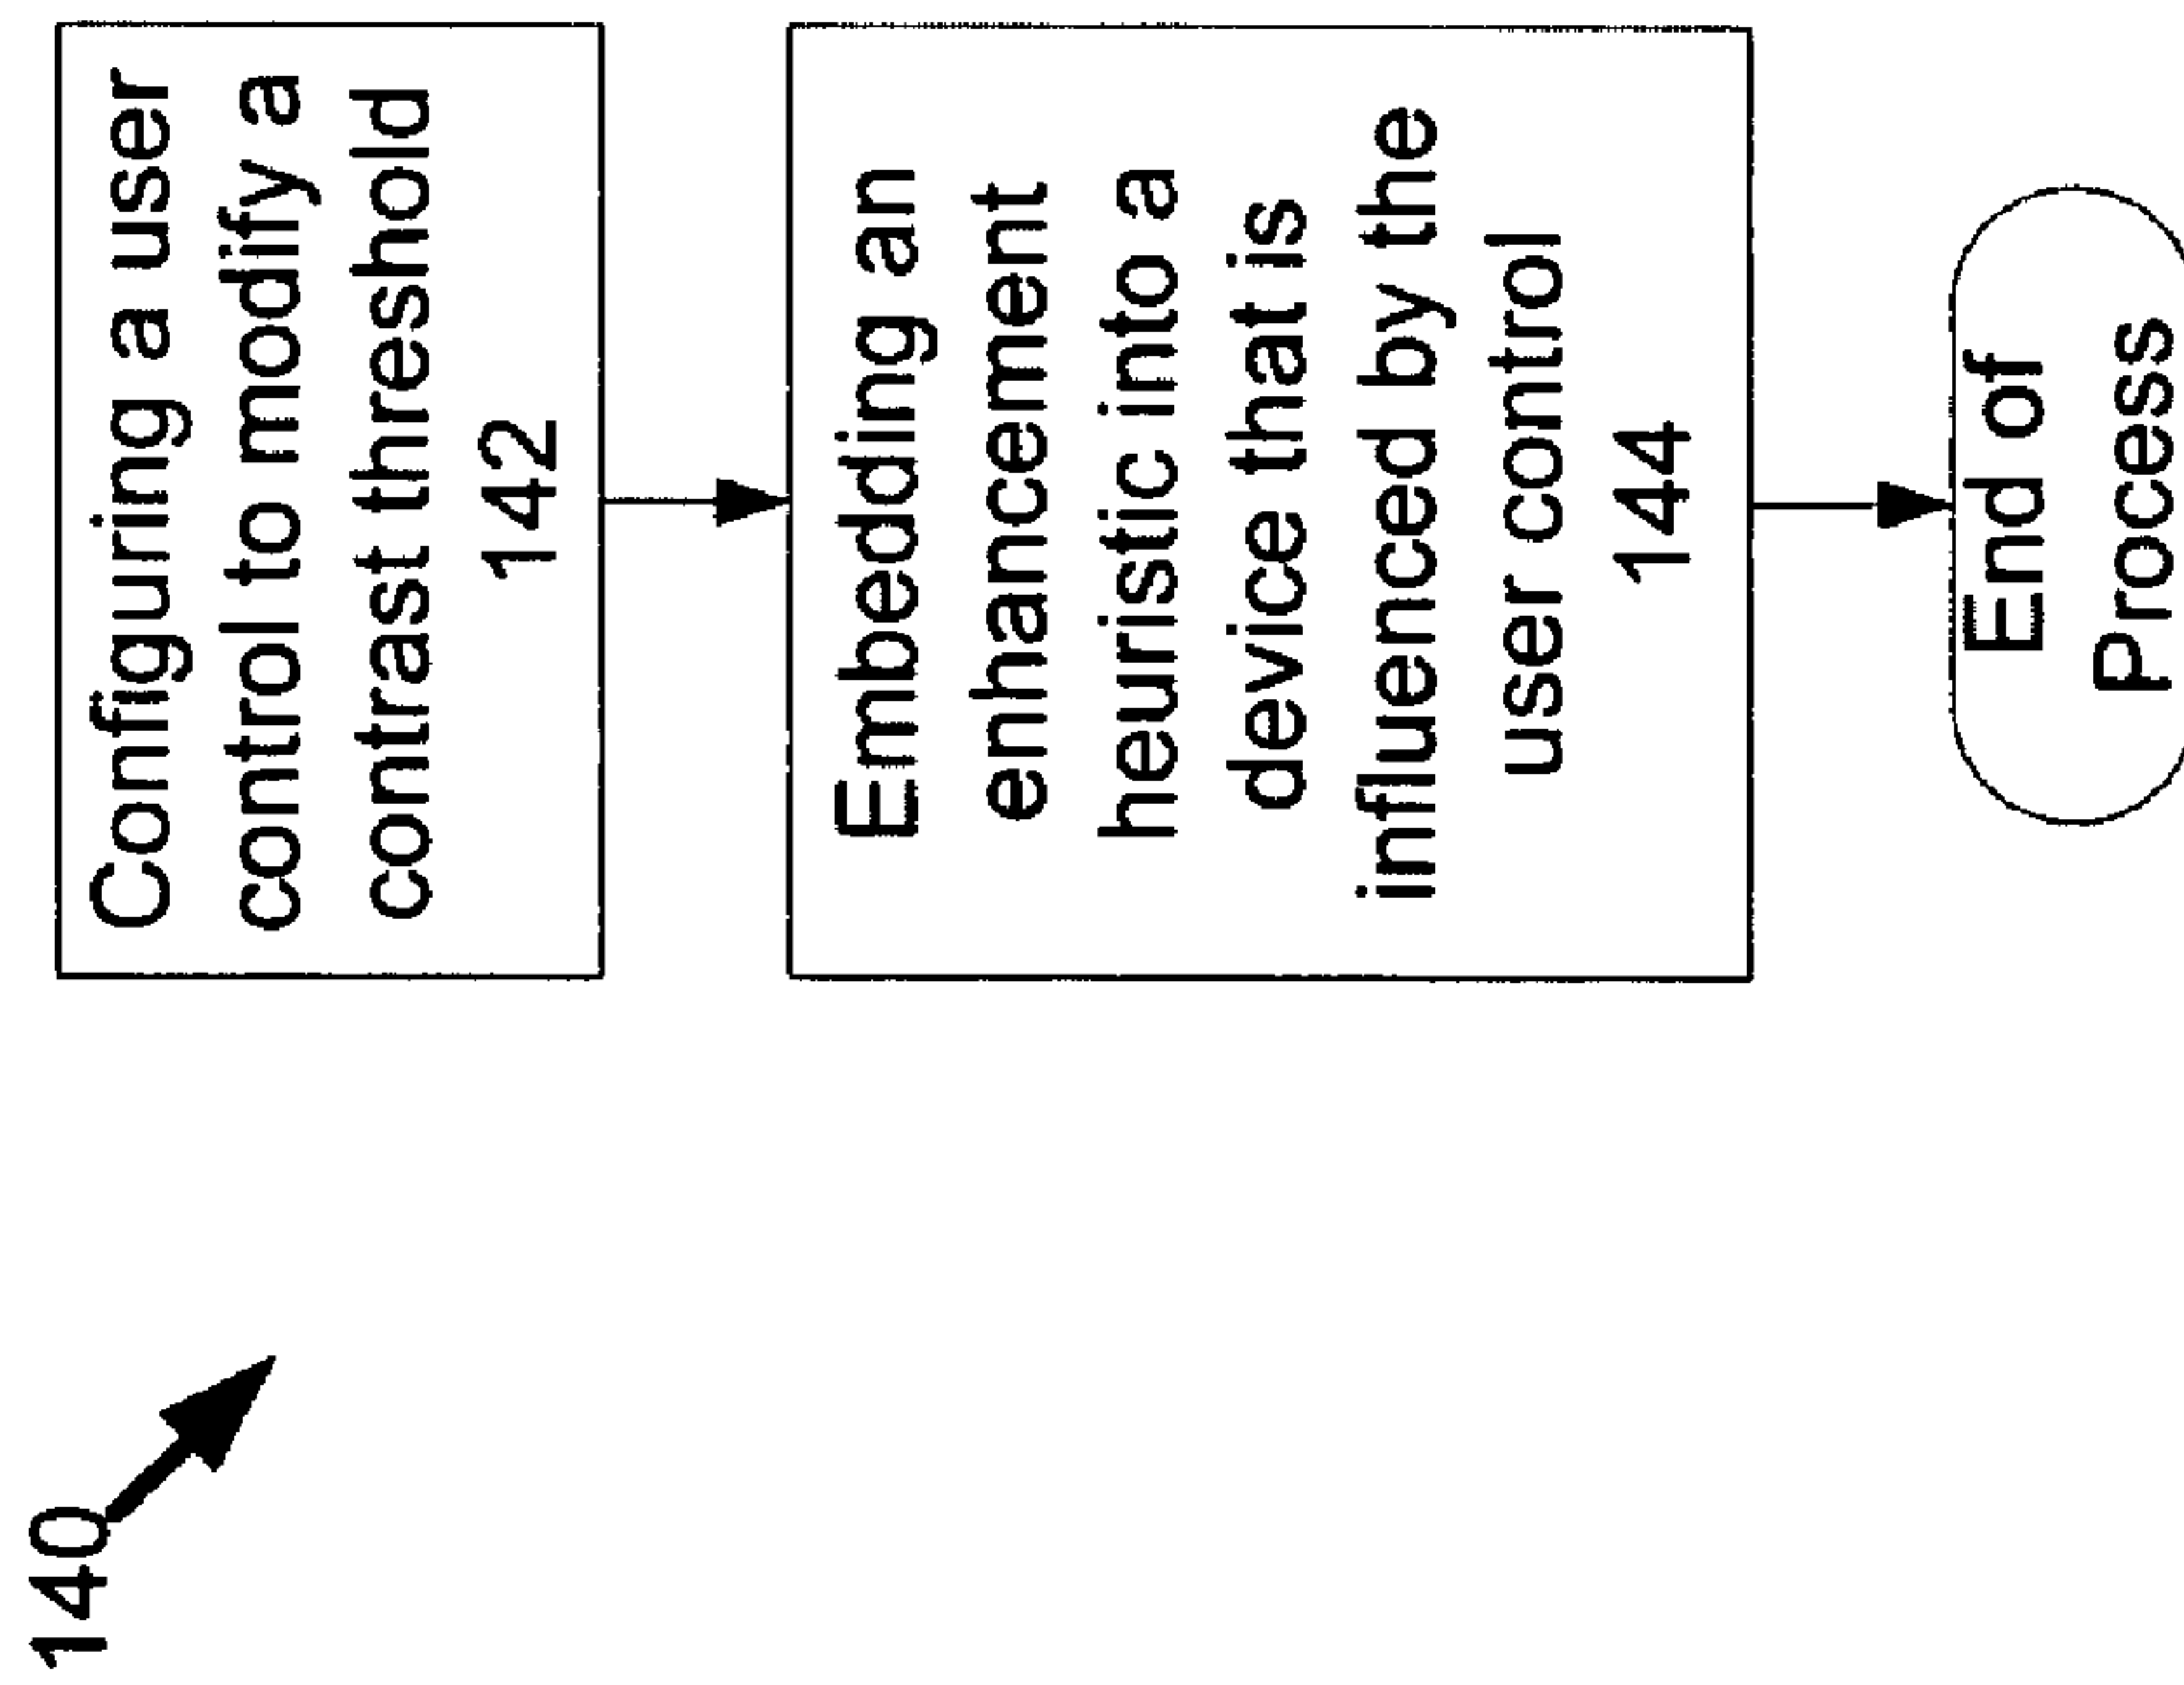 140
Configuring a user
control to modify a
contrast threshold
142
Embedding an
enhancement
heuristic into a
device that is
influenced by the
user control
144
End of
Process